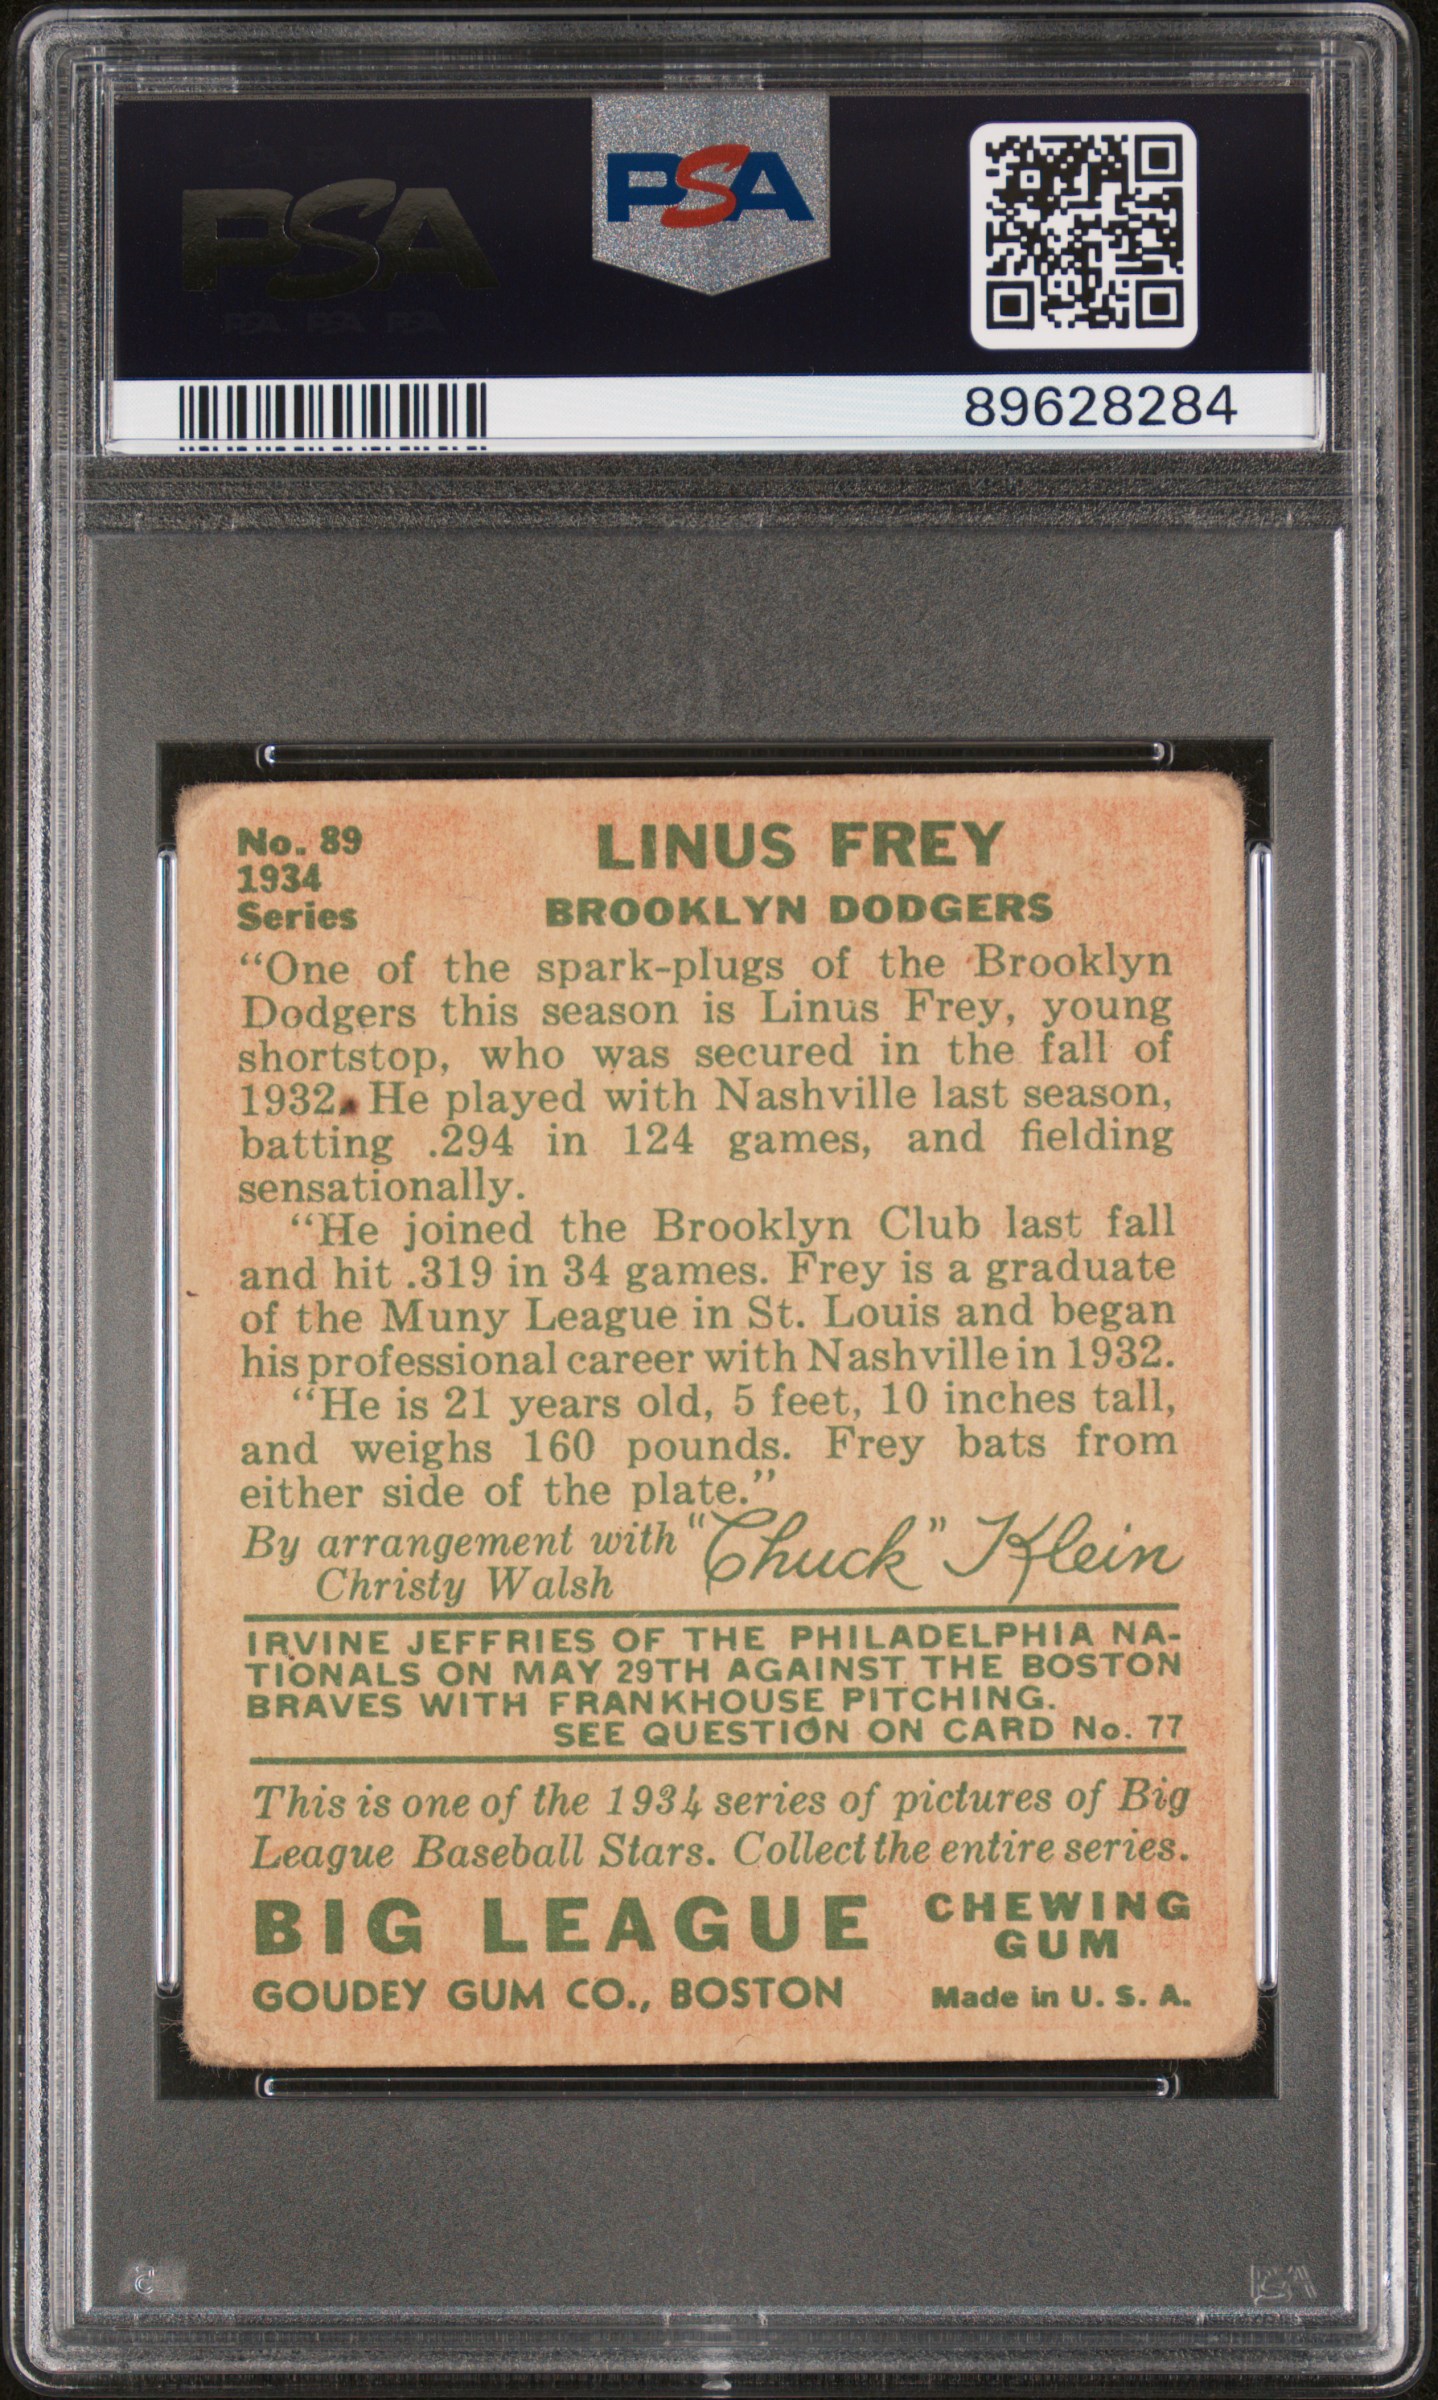 PSA
PSA
PSA PSA PSA
89628284
No. 89
1934
Series
LINUS FREY
BROOKLYN DODGERS
“One of the spark-plugs of the Brooklyn
Dodgers this season is Linus Frey, young
shortstop, who was secured in the fall of
1932. He played with Nashville last season,
batting .294 in 124 games, and fielding
sensationally.
“He joined the Brooklyn Club last fall
and hit .319 in 34 games. Frey is a graduate
of the Muny League in St. Louis and began
his professional career with Nashville in 1932.
“He is 21 years old, 5 feet, 10 inches tall,
and weighs 160 pounds. Frey bats from
either side of the plate.”
By arrangement with
Christy Walsh
“Chuck” Klein
IRVINE JEFFRIES OF THE PHILADELPHIA NA-
TIONALS ON MAY 29TH AGAINST THE BOSTON
BRAVES WITH FRANKHOUSE PITCHING.
SEE QUESTION ON CARD No. 77
This is one of the 1934 series of pictures of Big
League Baseball Stars. Collect the entire series.
BIG LEAGUE
CHEWING
GUM
GOUDEY GUM CO., BOSTON
Made in U. S. A.